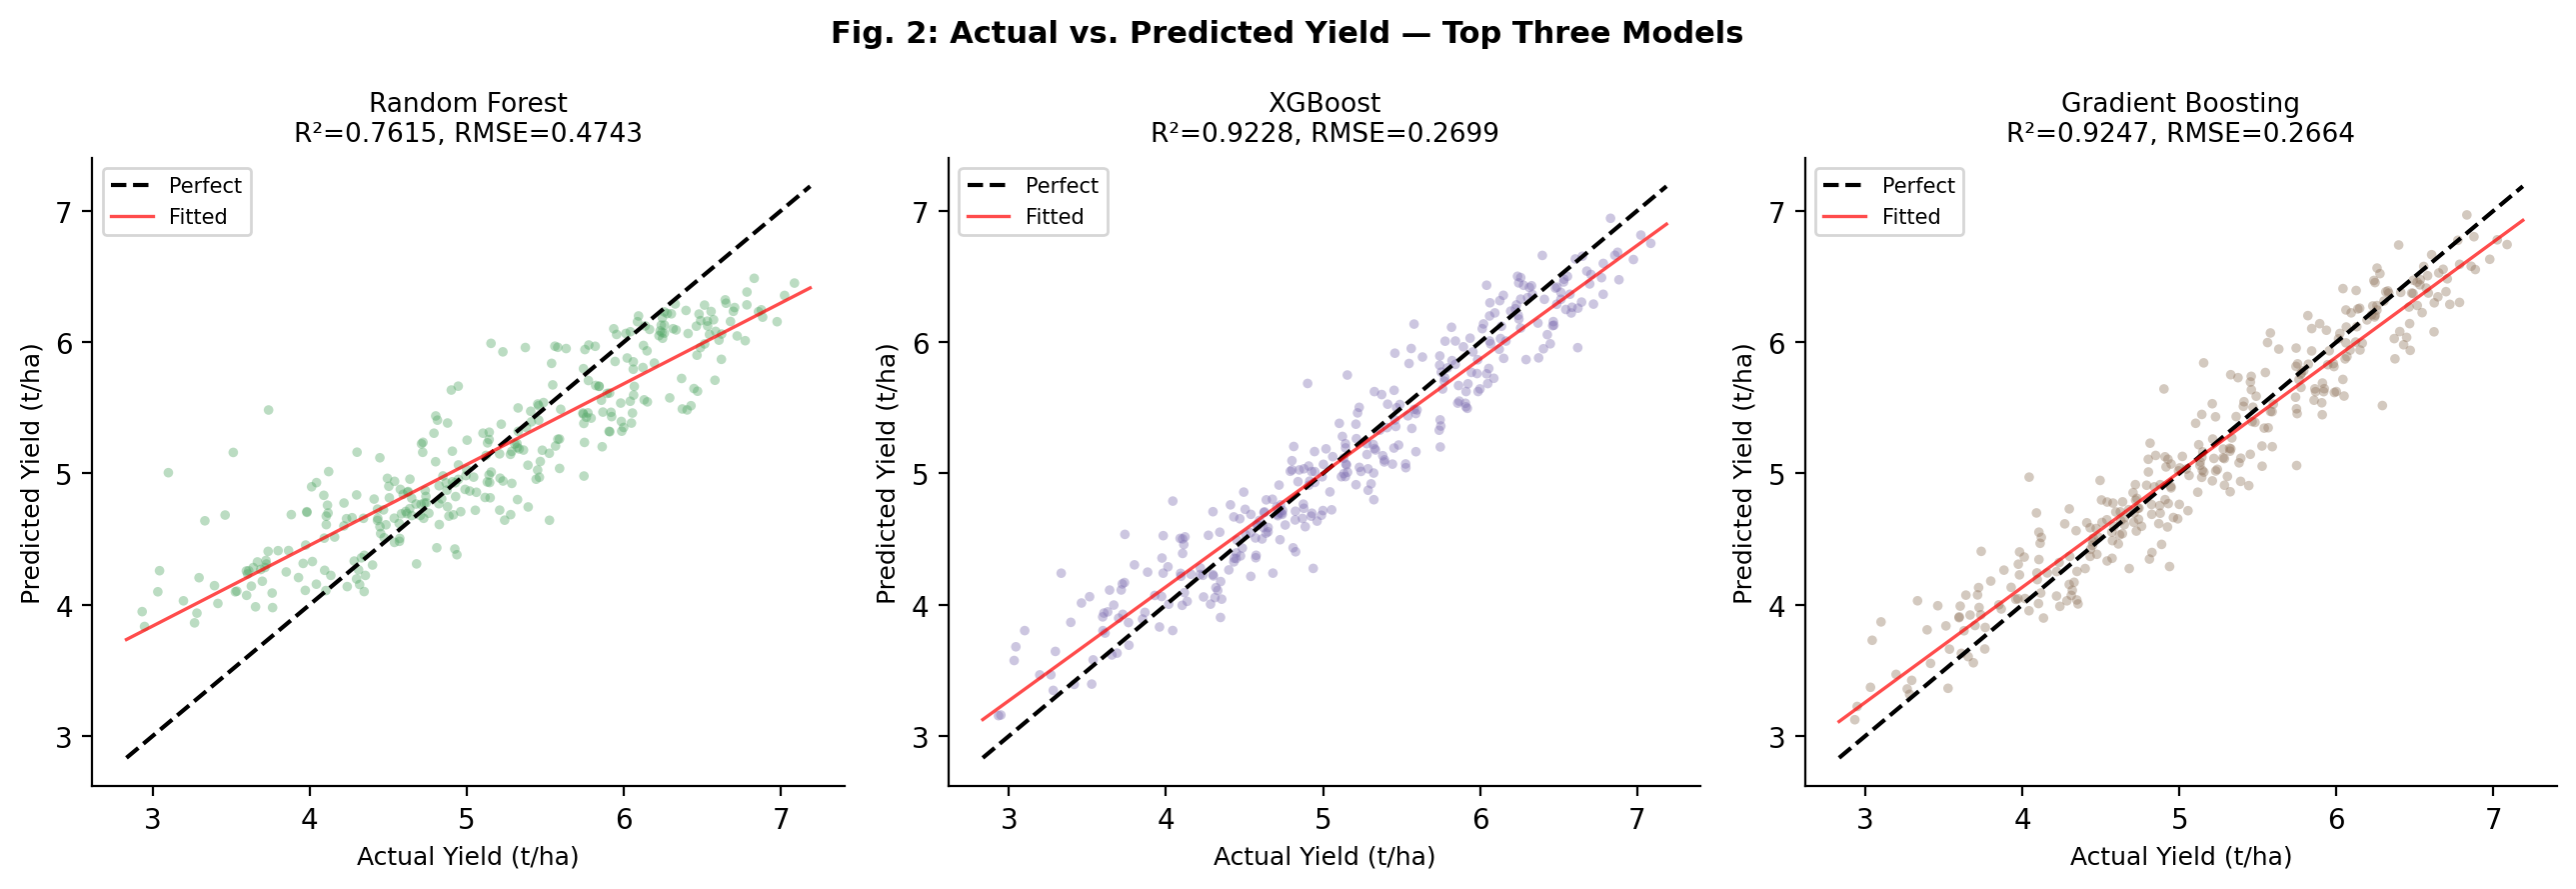 Fig. 2: Actual vs. Predicted Yield — Top Three Models
Random Forest
R²=0.7615, RMSE=0.4743
Perfect
Fitted
7
6
5
4
3
Predicted Yield (t/ha)
3 4 5 6 7
Actual Yield (t/ha)
XGBoost
R²=0.9228, RMSE=0.2699
Perfect
Fitted
7
6
5
4
3
Predicted Yield (t/ha)
3 4 5 6 7
Actual Yield (t/ha)
Gradient Boosting
R²=0.9247, RMSE=0.2664
Perfect
Fitted
7
6
5
4
3
Predicted Yield (t/ha)
3 4 5 6 7
Actual Yield (t/ha)